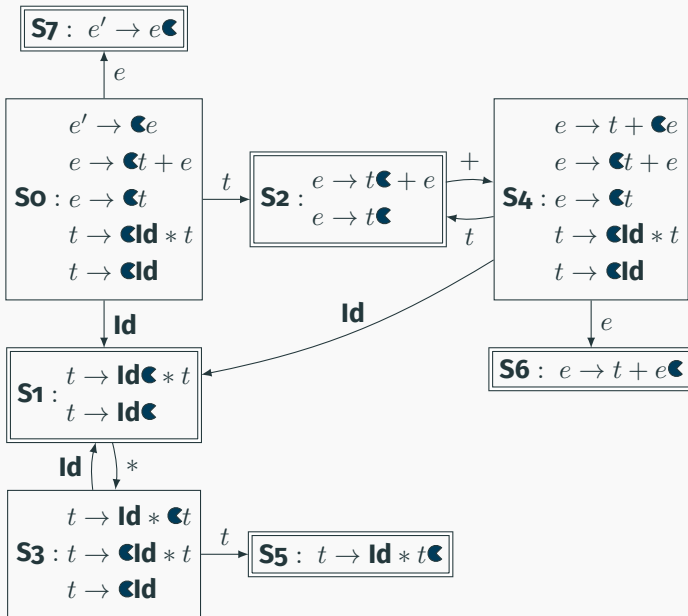 S7 : e′ → e◖
e
e′ → ◖e
e → ◖t + e
S0 : e → ◖t
t → ◖Id ∗ t
t → ◖Id
t
S2 : e → t◖ + e
e → t◖
+
t
e → t + ◖e
e → ◖t + e
S4 : e → ◖t
t → ◖Id ∗ t
t → ◖Id
Id
Id
e
S1 : t → Id◖ ∗ t
t → Id◖
S6 : e → t + e◖
Id
∗
t → Id ∗ ◖t
S3 : t → ◖Id ∗ t
t → ◖Id
t
S5 : t → Id ∗ t◖